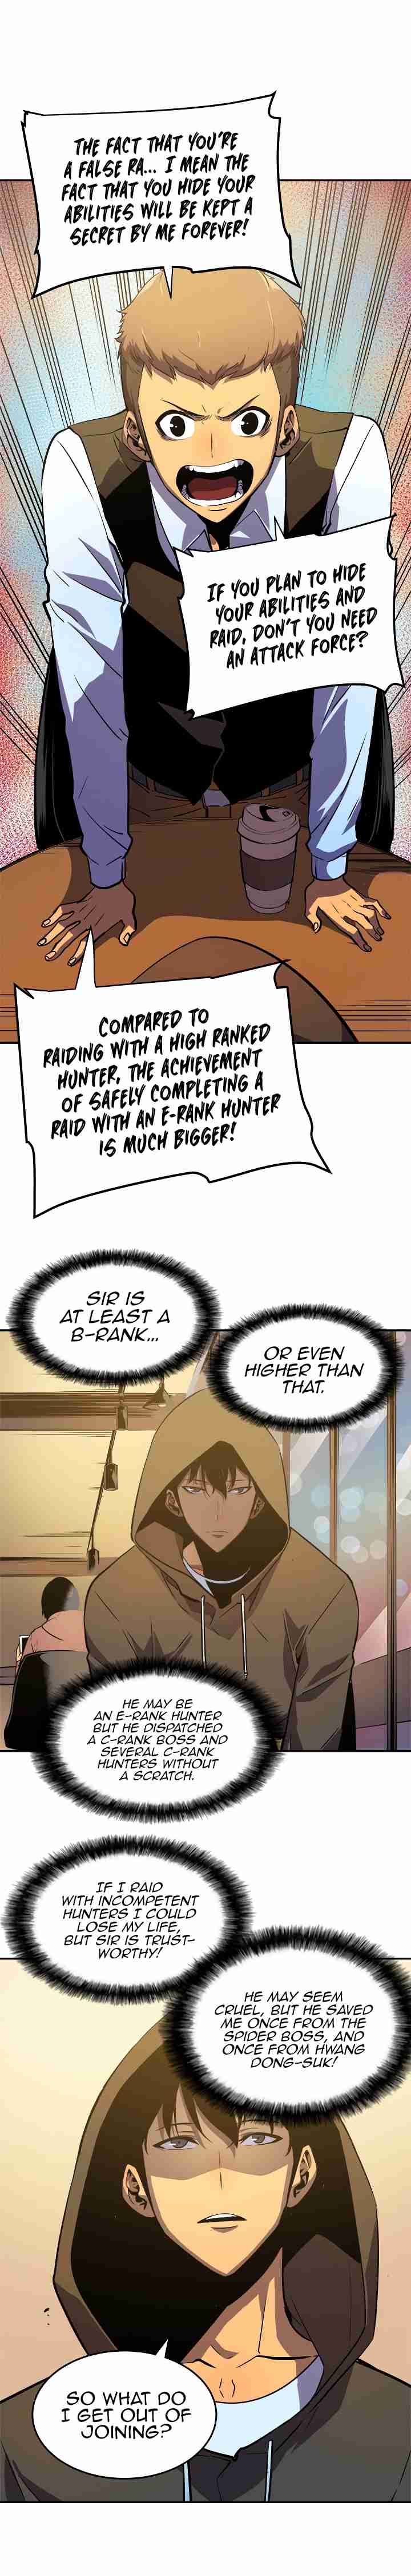 THE FACT THAT YOU'RE
A FALSE RA... I MEAN THE
FACT THAT YOU HIDE YOUR
ABILITIES WILL BE KEPT A
SECRET BY ME FOREVER!
IF YOU PLAN TO HIDE
YOUR ABILITIES AND
RAID, DON'T YOU NEED
AN ATTACK FORCE?
COMPARED TO
RAIDING WITH A HIGH RANKED
HUNTER, THE ACHIEVEMENT
OF SAFELY COMPLETING A
RAID WITH AN E-RANK HUNTER
IS MUCH BIGGER!
SIR IS
AT LEAST A
B-RANK...
OR EVEN
HIGHER THAN
THAT.
HE MAY BE
AN E-RANK HUNTER
BUT HE DISPATCHED
A C-RANK BOSS AND
SEVERAL C-RANK
HUNTERS WITHOUT
A SCRATCH.
IF I RAID
WITH INCOMPETENT
HUNTERS I COULD
LOSE MY LIFE,
BUT SIR IS TRUST-
WORTHY!
HE MAY SEEM
CRUEL, BUT HE SAVED
ME ONCE FROM THE
SPIDER BOSS, AND
ONCE FROM HWANG
DONG-SUK!
SO WHAT DO
I GET OUT OF
JOINING?